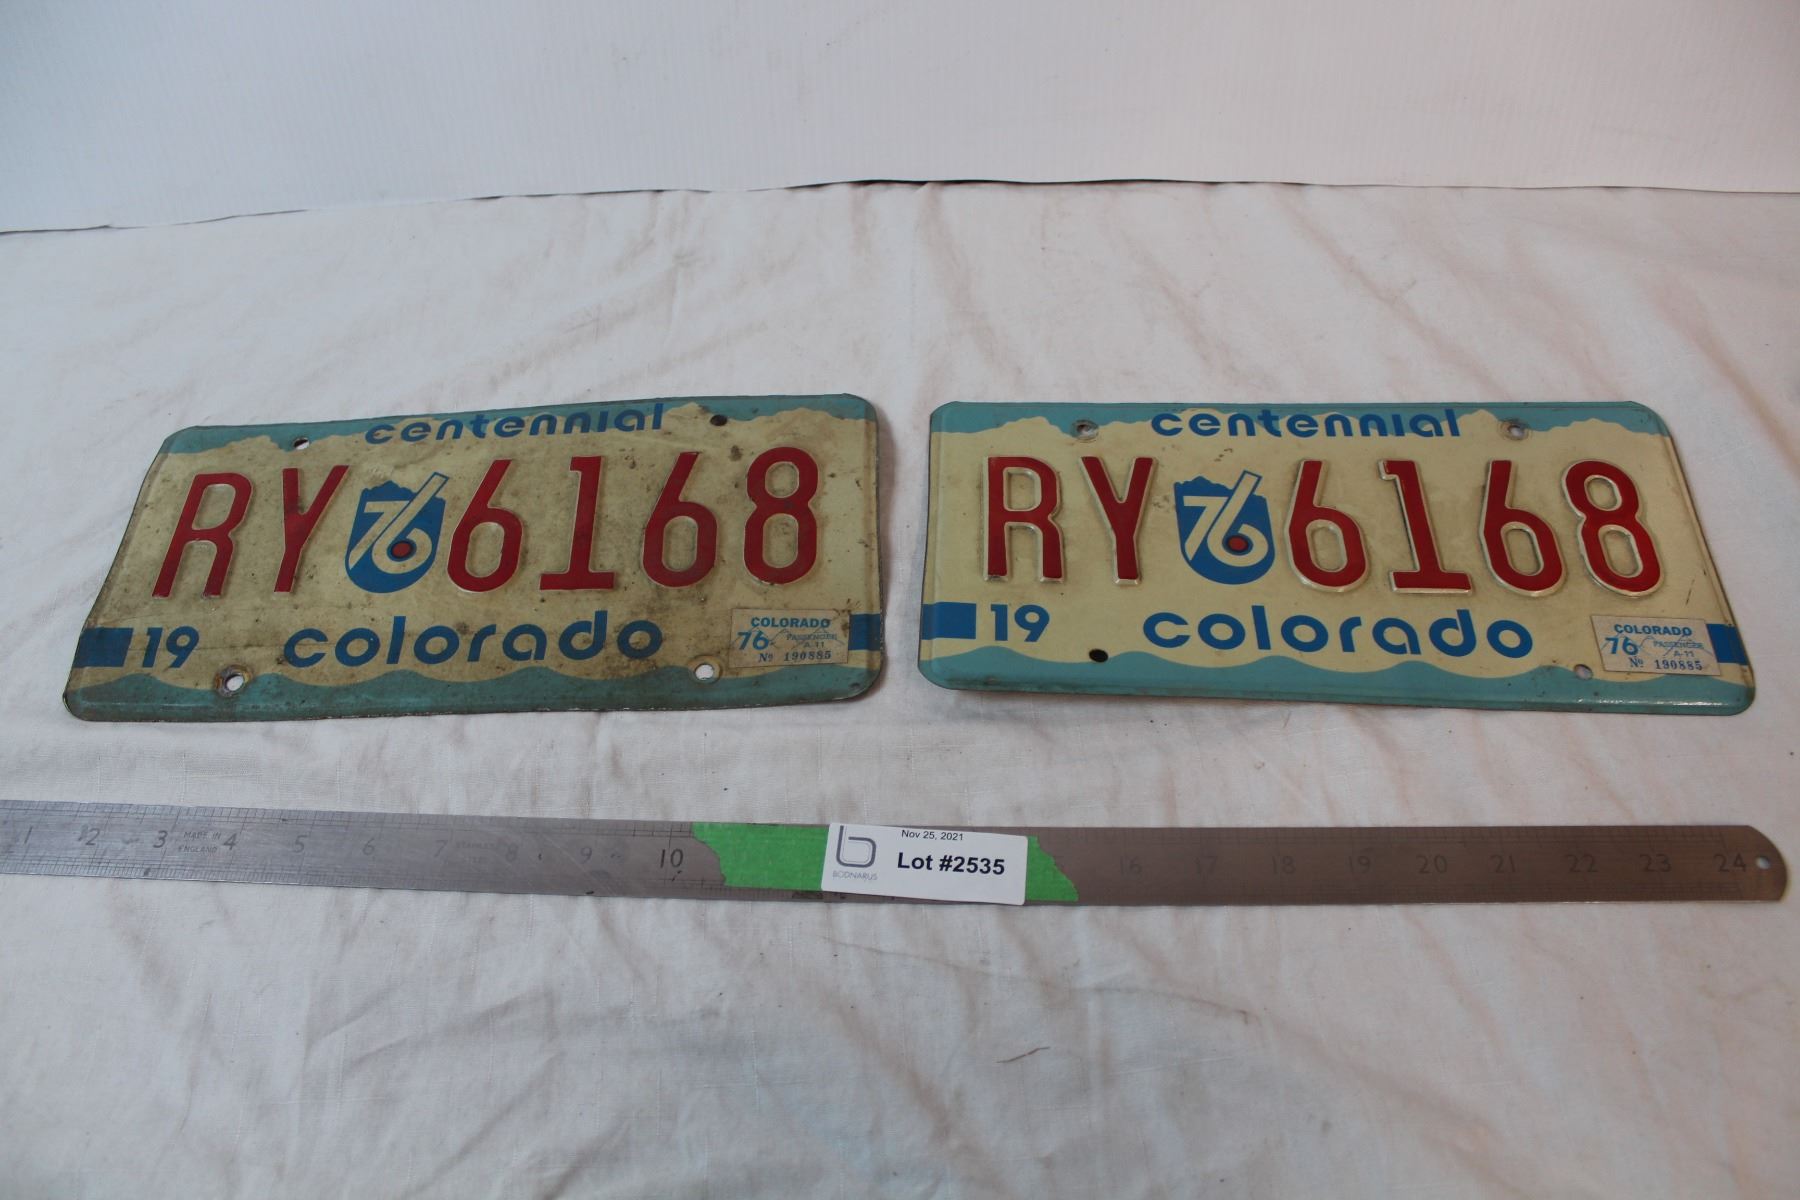 centennial
RY 76 6168
19 colorado
COLORADO
76 PASSENGER
A-11
Nº 190885
centennial
RY 76 6168
19 colorado
COLORADO
76 PASSENGER
A-11
Nº 190885
1 2 3 MADE IN ENGLAND 4 5 6 7 8 9 10 16 17 18 19 20 21 22 23 24
Nov 25, 2021
b Lot #2535
BODNARUS